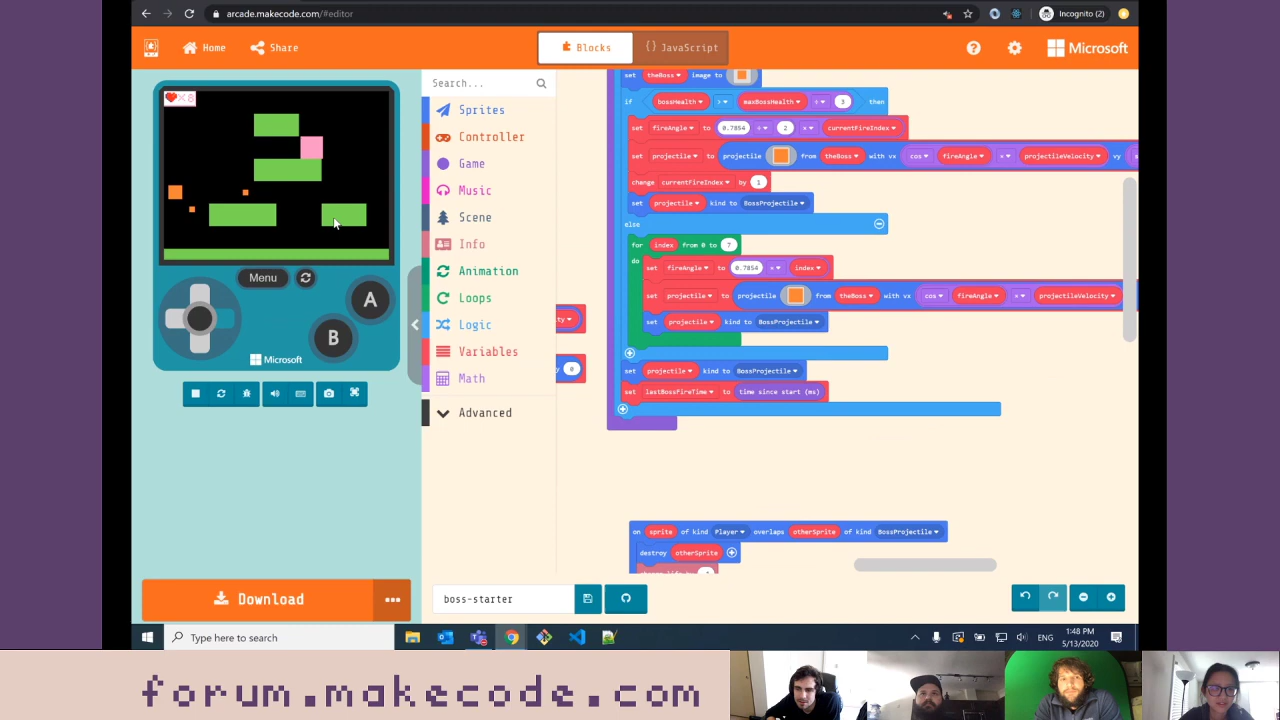 arcade.makecode.com/#editor
Incognito (2)
Home
Share
Blocks
{} JavaScript
?
Microsoft
×8
Menu
A
B
Microsoft
Download
Search...
Sprites
Controller
Game
Music
Scene
Info
Animation
Loops
Logic
Variables
Math
Advanced
set theBoss image to
if bossHealth > maxBossHealth ÷ 3 then
set fireAngle to 0.7854 ÷ 2 × currentFireIndex
set projectile to projectile from theBoss with vx cos fireAngle × projectileVelocity vy
change currentFireIndex by 1
set projectile kind to BossProjectile
else
for index from 0 to 7
do set fireAngle to 0.7854 × index
set projectile to projectile from theBoss with vx cos fireAngle × projectileVelocity
set projectile kind to BossProjectile
set projectile kind to BossProjectile
set lastBossFireTime to time since start (ms)
on sprite of kind Player overlaps otherSprite of kind BossProjectile
destroy otherSprite
boss-starter
Type here to search
ENG
1:48 PM
5/13/2020
forum.makecode.com